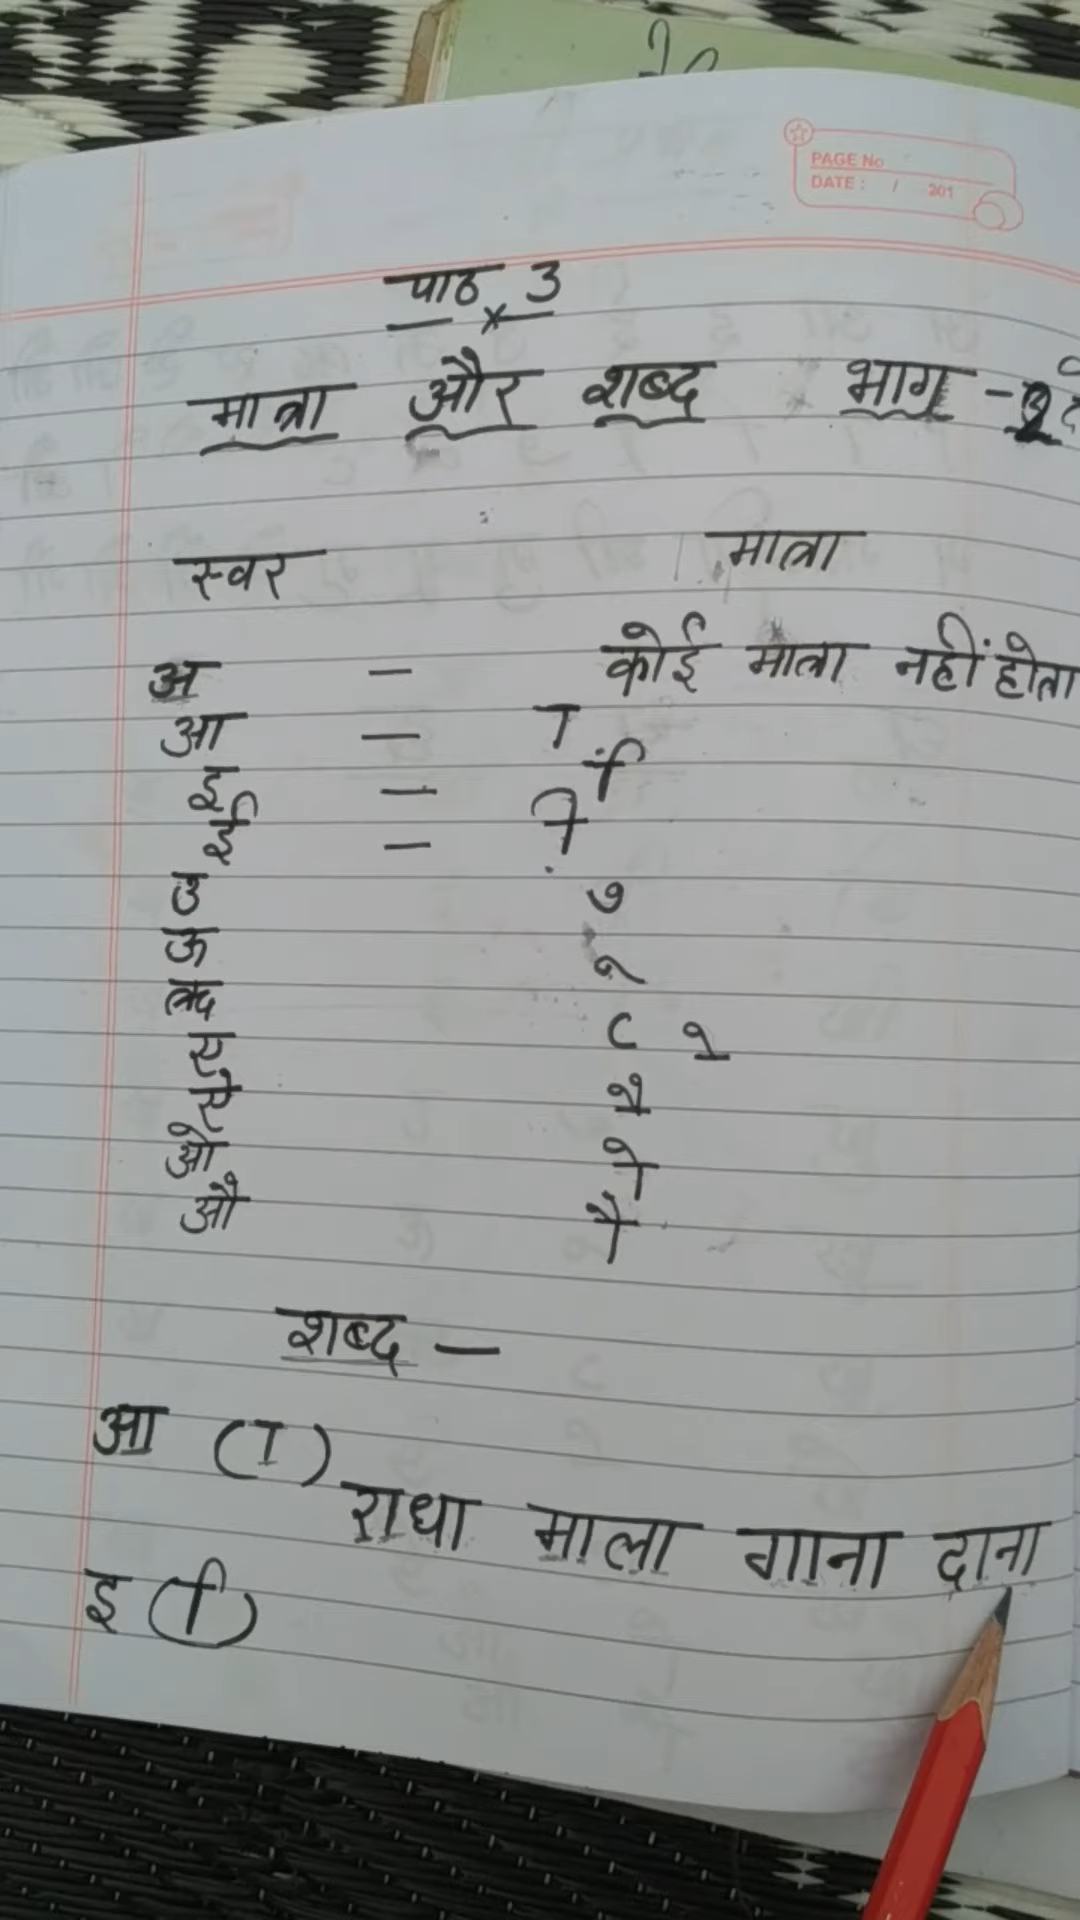 PAGE No
DATE : / 201
पाठ 3
मात्रा और शब्द भाग - 2
स्वर मात्रा
अ - कोई मात्रा नहीं होता
आ - ा
इ - ि
ई - ी
उ ु
ऊ ू
ऋ ृ
ए े
ऐ ै
ओ ो
औ ौ
शब्द -
आ (ा)
राधा माला गाना दाना
इ (ि)